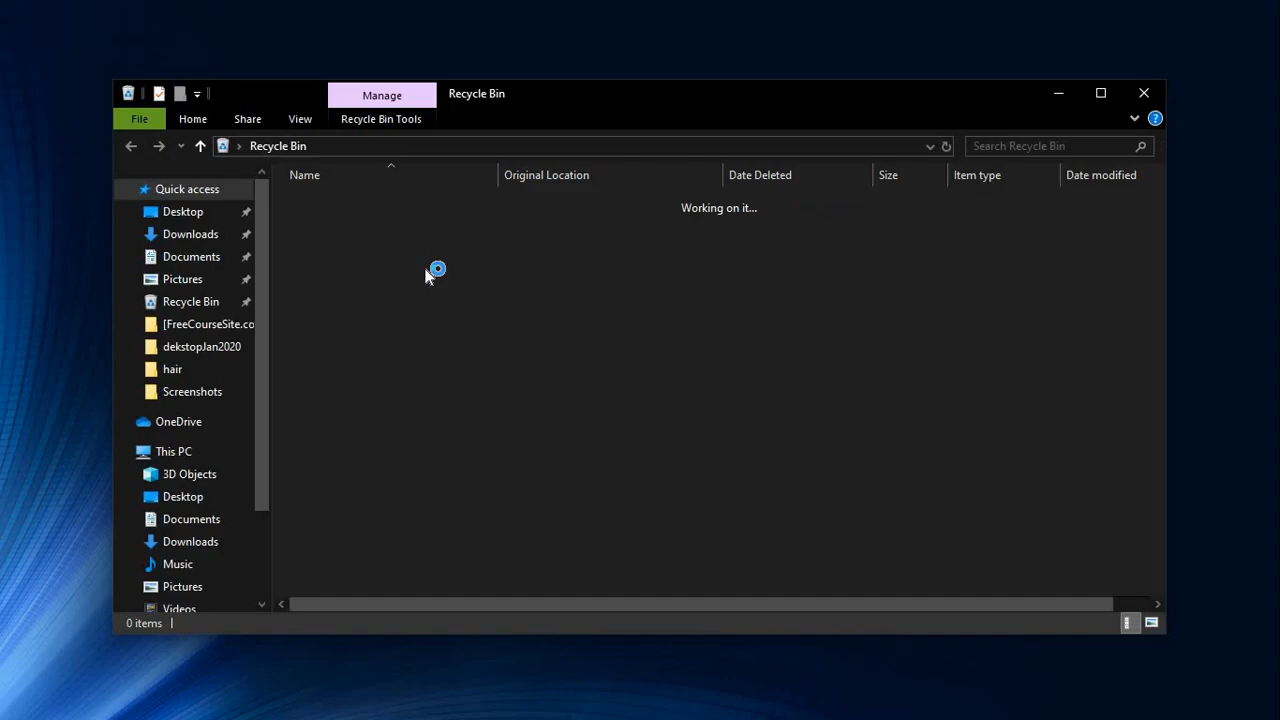 Manage
Recycle Bin
File
Home
Share
View
Recycle Bin Tools
Recycle Bin
Search Recycle Bin
Name
Original Location
Date Deleted
Size
Item type
Date modified
Working on it...
Quick access
Desktop
Downloads
Documents
Pictures
Recycle Bin
[FreeCourseSite.co
dekstopJan2020
hair
Screenshots
OneDrive
This PC
3D Objects
Desktop
Documents
Downloads
Music
Pictures
Videos
0 items